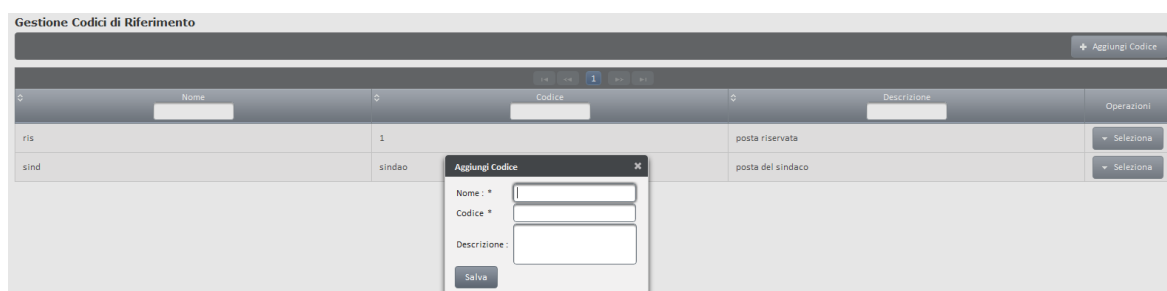 Gestione Codici di Riferimento
Aggiungi Codice
1
Nome Codice Descrizione Operazioni
ris 1 posta riservata Seleziona
sind sindao posta del sindaco Seleziona
Aggiungi Codice
Nome : *
Codice *
Descrizione :
Salva